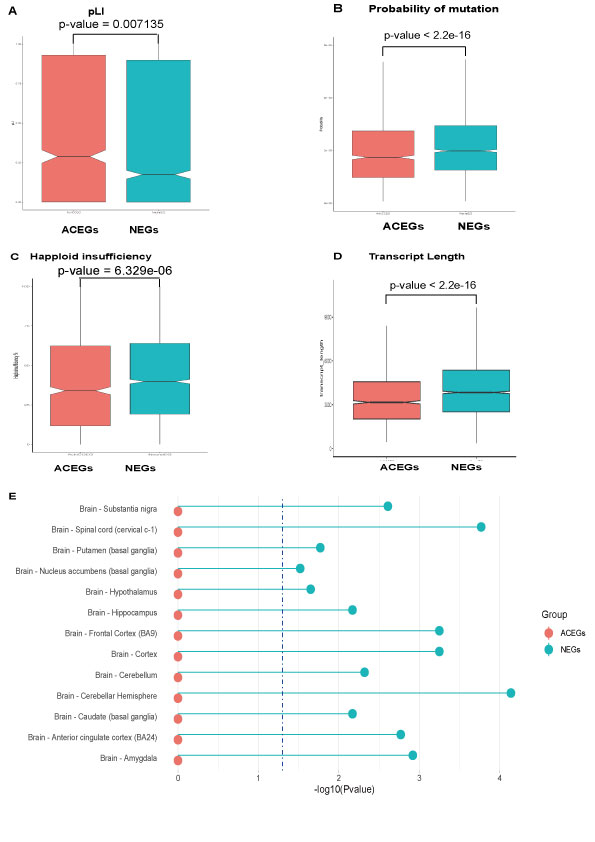 A
pLI
p-value = 0.007135
ACEGs NEGs
B
Probability of mutation
p-value < 2.2e-16
ACEGs NEGs
C Happloid insufficiency
p-value = 6.329e-06
ACEGs NEGs
D Transcript Length
p-value < 2.2e-16
ACEGs NEGs
E
Brain - Substantia nigra
Brain - Spinal cord (cervical c-1)
Brain - Putamen (basal ganglia)
Brain - Nucleus accumbens (basal ganglia)
Brain - Hypothalamus
Brain - Hippocampus
Brain - Frontal Cortex (BA9)
Brain - Cortex
Brain - Cerebellum
Brain - Cerebellar Hemisphere
Brain - Caudate (basal ganglia)
Brain - Anterior cingulate cortex (BA24)
Brain - Amygdala
0 1 2 3 4
-log10(Pvalue)
Group
ACEGs
NEGs